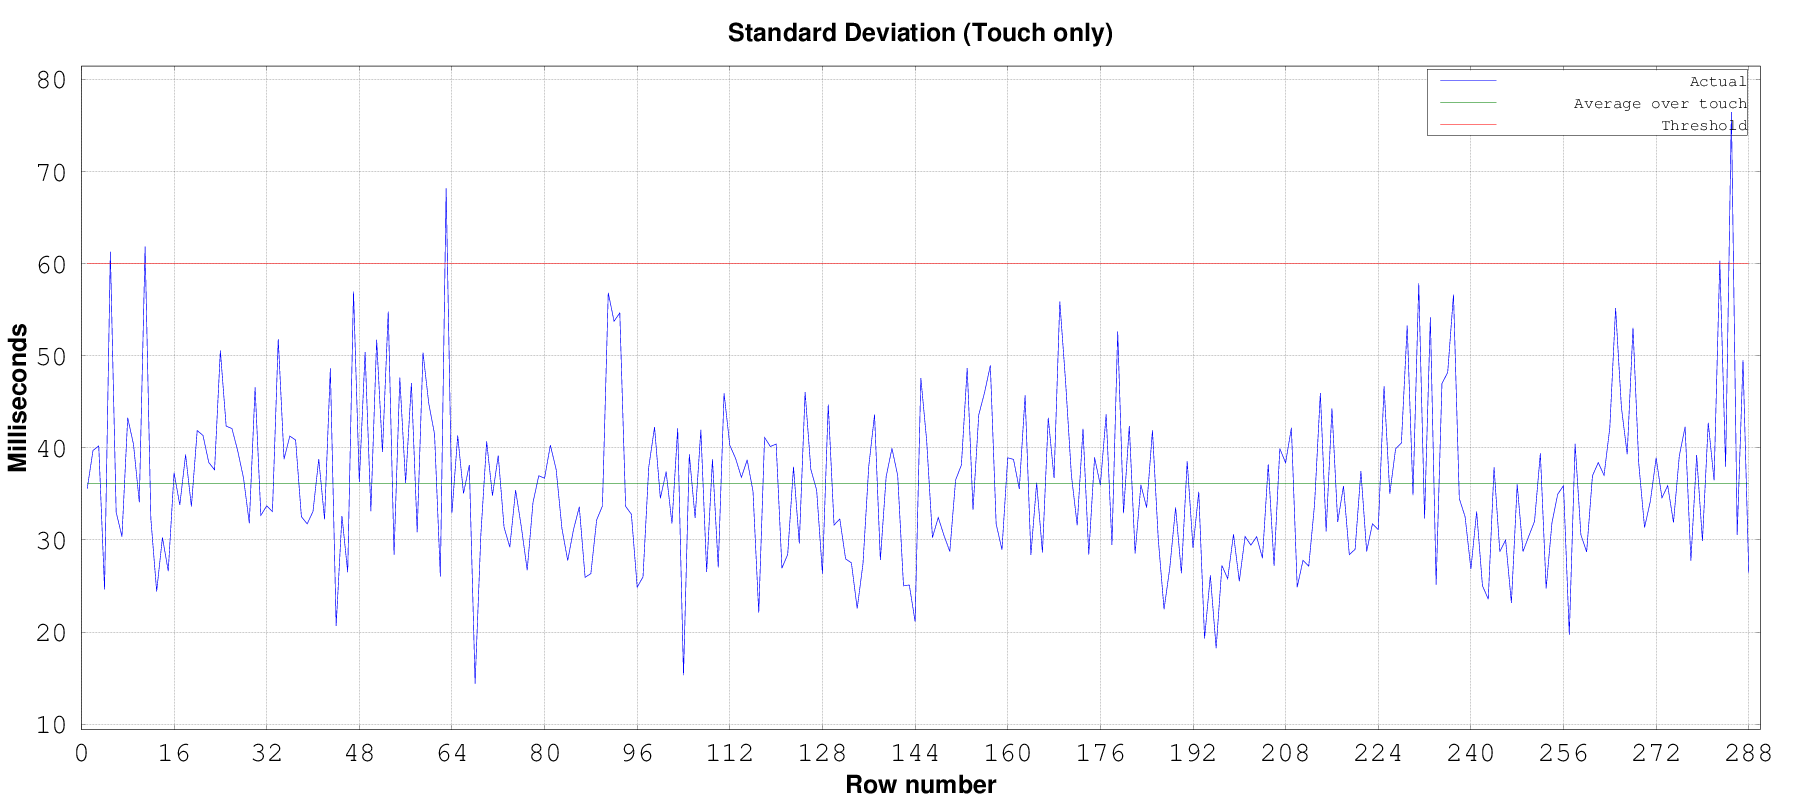 Standard Deviation (Touch only)
Actual
Average over touch
Threshold
80
70
60
50
40
30
20
10
Milliseconds
0 16 32 48 64 80 96 112 128 144 160 176 192 208 224 240 256 272 288
Row number